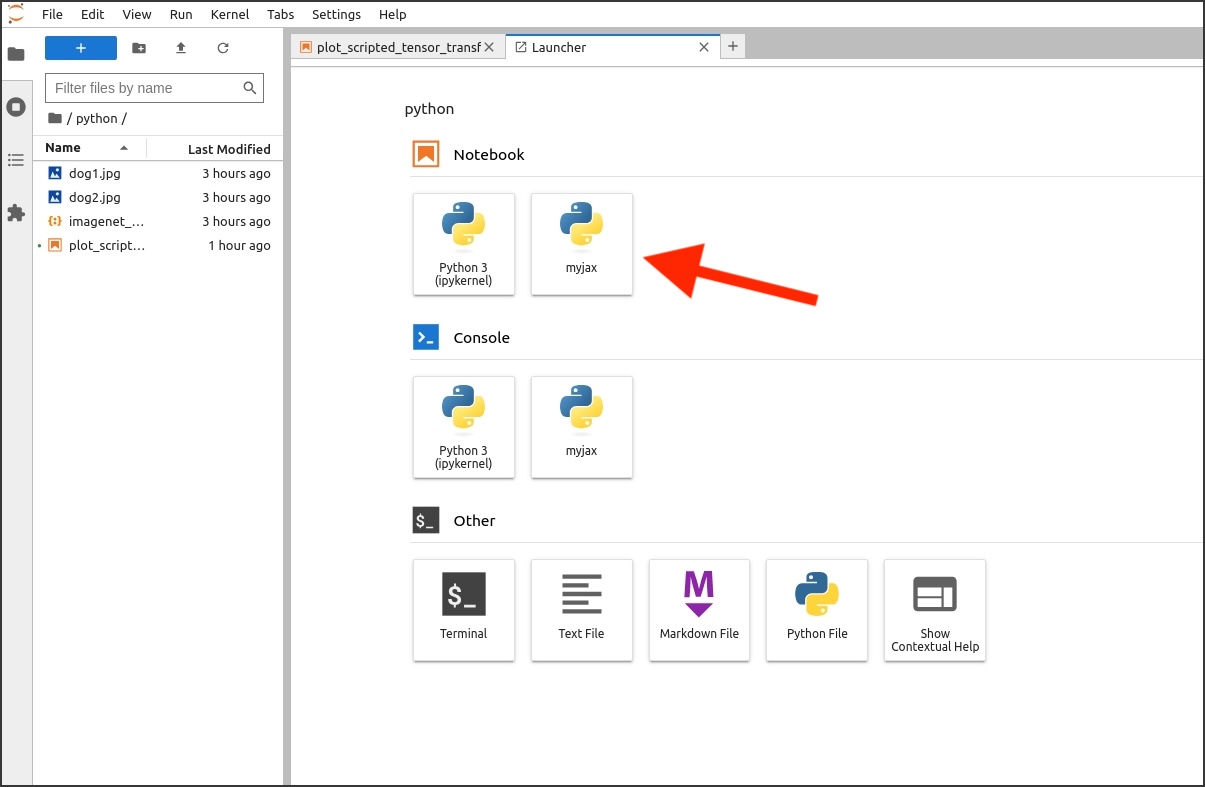 File Edit View Run Kernel Tabs Settings Help
+
plot_scripted_tensor_transf
Launcher
+
Filter files by name
/ python /
Name Last Modified
dog1.jpg 3 hours ago
dog2.jpg 3 hours ago
imagenet_... 3 hours ago
plot_script... 1 hour ago
python
Notebook
Python 3
(ipykernel)
myjax
>_ Console
Python 3
(ipykernel)
myjax
$_ Other
$_
Terminal
Text File
M
Markdown File
Python File
Show
Contextual Help